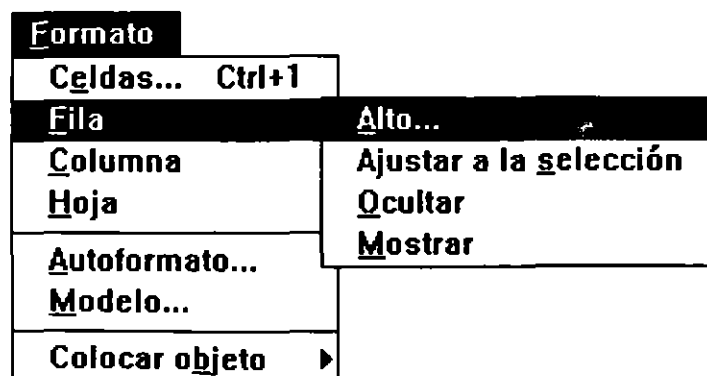 Formato
Celdas... Ctrl+1
Fila
Columna
Hoja
Autoformato...
Modelo...
Colocar objeto
Alto...
Ajustar a la selección
Ocultar
Mostrar